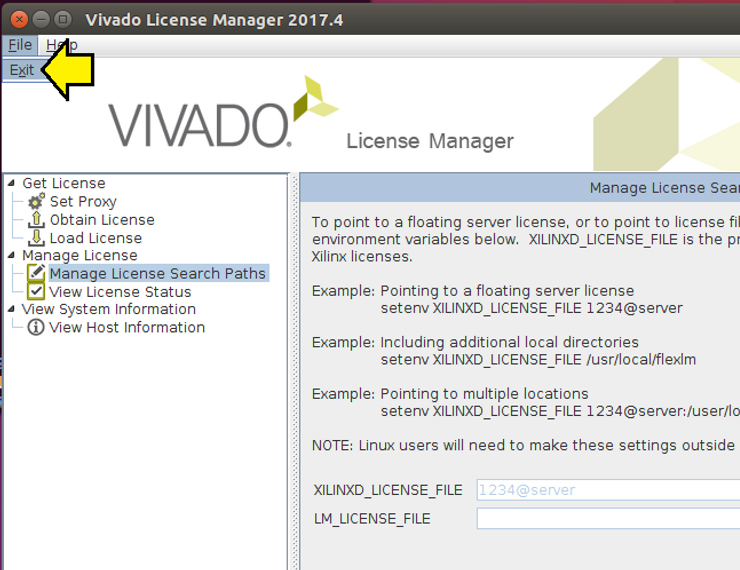 Vivado License Manager 2017.4
File Help
Exit
VIVADO.
License Manager
Get License
Set Proxy
Obtain License
Load License
Manage License
Manage License Search Paths
View License Status
View System Information
View Host Information
Manage License Sear
To point to a floating server license, or to point to license fil
environment variables below. XILINXD_LICENSE_FILE is the pr
Xilinx licenses.
Example: Pointing to a floating server license
setenv XILINXD_LICENSE_FILE 1234@server
Example: Including additional local directories
setenv XILINXD_LICENSE_FILE /usr/local/flexlm
Example: Pointing to multiple locations
setenv XILINXD_LICENSE_FILE 1234@server:/user/lo
NOTE: Linux users will need to make these settings outside
XILINXD_LICENSE_FILE 1234@server
LM_LICENSE_FILE